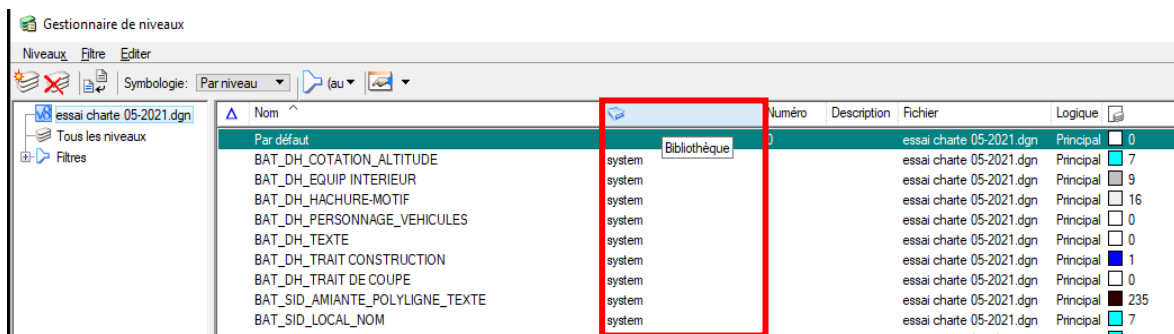 Gestionnaire de niveaux
Niveaux Filtre Editer
Symbologie: Par niveau (au
essai charte 05-2021.dgn
Tous les niveaux
Filtres
Nom Numéro Description Fichier Logique
Par défaut 0 essai charte 05-2021.dgn Principal 0
Bibliothèque
BAT_DH_COTATION_ALTITUDE system essai charte 05-2021.dgn Principal 7
BAT_DH_EQUIP INTERIEUR system essai charte 05-2021.dgn Principal 9
BAT_DH_HACHURE-MOTIF system essai charte 05-2021.dgn Principal 16
BAT_DH_PERSONNAGE_VEHICULES system essai charte 05-2021.dgn Principal 0
BAT_DH_TEXTE system essai charte 05-2021.dgn Principal 0
BAT_DH_TRAIT CONSTRUCTION system essai charte 05-2021.dgn Principal 1
BAT_DH_TRAIT DE COUPE system essai charte 05-2021.dgn Principal 0
BAT_SID_AMIANTE_POLYLIGNE_TEXTE system essai charte 05-2021.dgn Principal 235
BAT_SID_LOCAL_NOM system essai charte 05-2021.dgn Principal 7